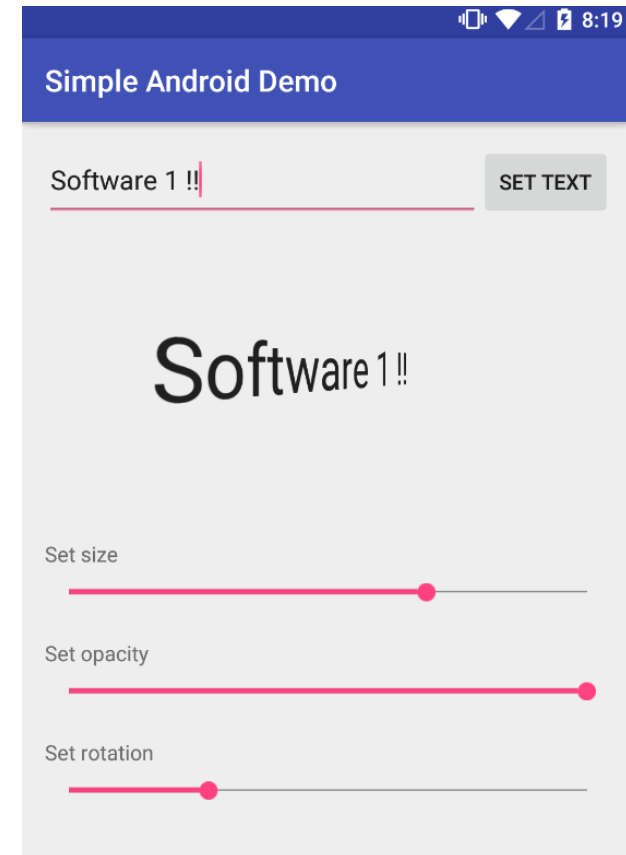 8:19
Simple Android Demo
Software 1 !!
SET TEXT
Software 1 !!
Set size
Set opacity
Set rotation